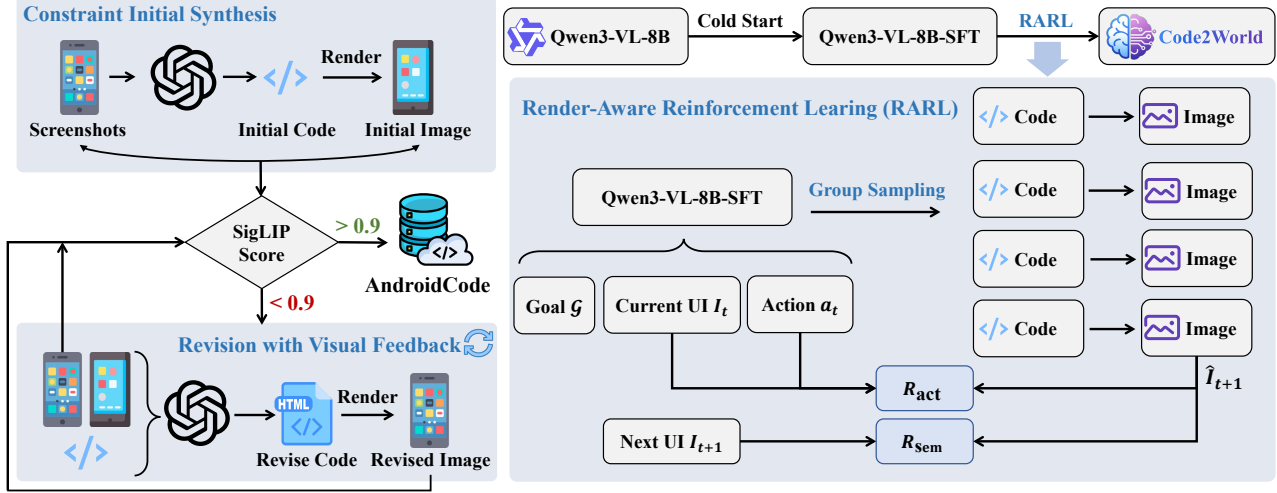 Constraint Initial Synthesis
Render
</>
Screenshots
Initial Code
Initial Image
SigLIP
Score
> 0.9
</>
AndroidCode
< 0.9
Revision with Visual Feedback
Render
HTML
</>
</>
Revise Code
Revised Image
Qwen3-VL-8B
Cold Start
Qwen3-VL-8B-SFT
RARL
Code2World
Render-Aware Reinforcement Learing (RARL)
</> Code
Image
Qwen3-VL-8B-SFT
Group Sampling
</> Code
Image
</> Code
Image
Goal 𝒢
Current UI I_t
Action a_t
</> Code
Image
Î_{t+1}
R_act
Next UI I_{t+1}
R_Sem